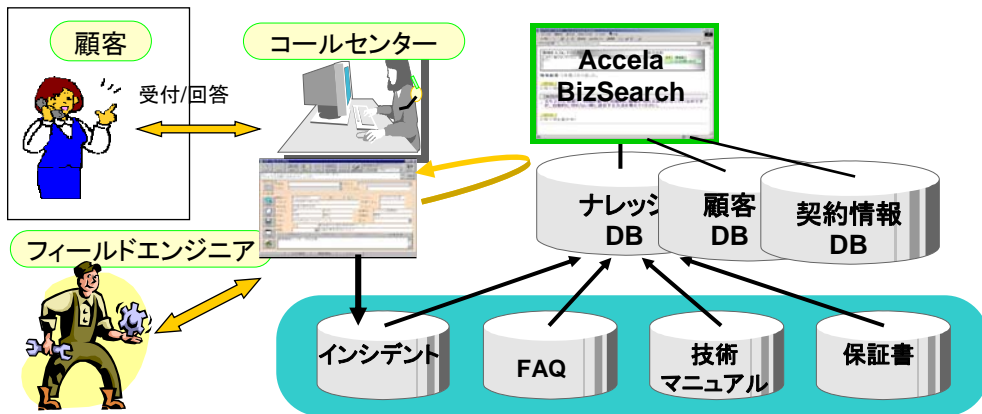 顧客
コールセンター
Accela
BizSearch
受付/回答
ナレッジ
DB
顧客
DB
契約情報
DB
フィールドエンジニア
インシデント
FAQ
技術
マニュアル
保証書